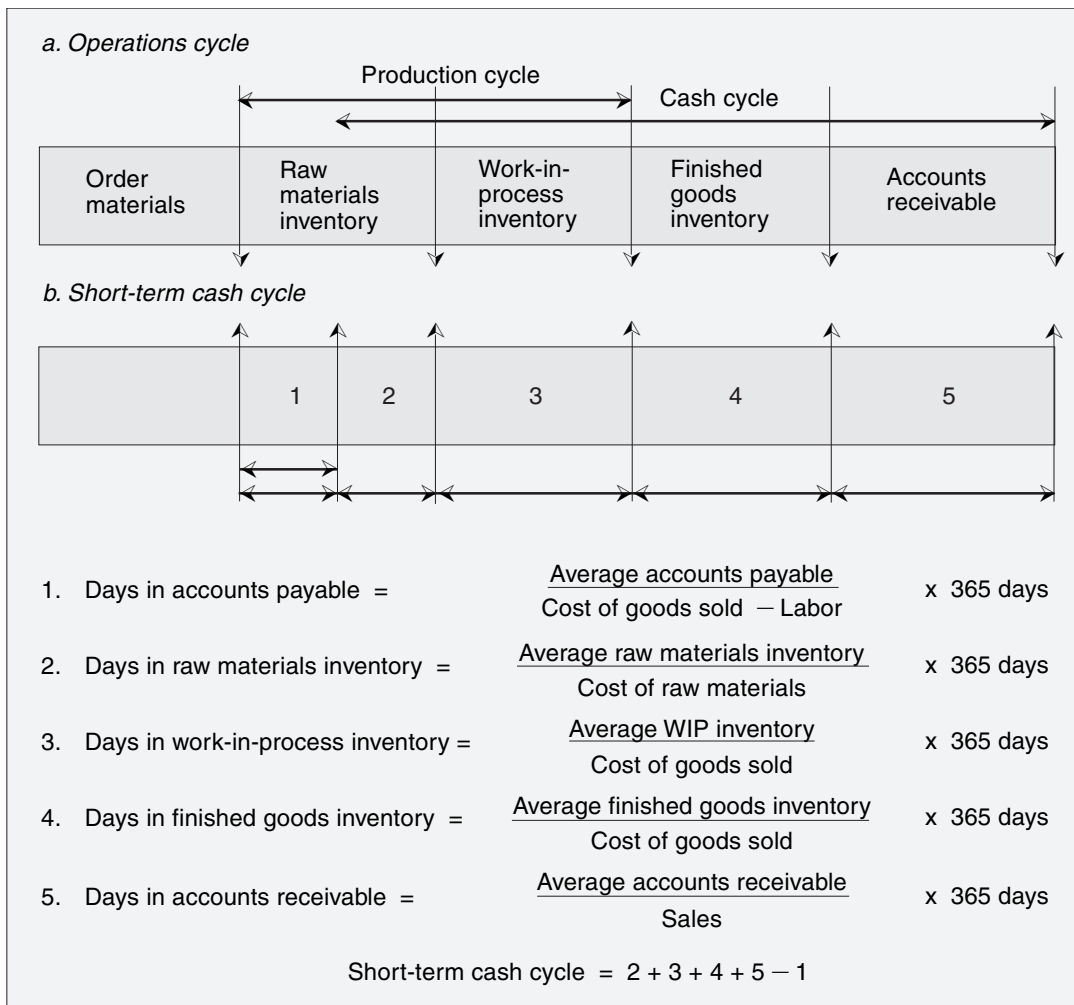 a. Operations cycle
Production cycle
Cash cycle
Order
materials
Raw
materials
inventory
Work-in-
process
inventory
Finished
goods
inventory
Accounts
receivable
b. Short-term cash cycle
1 2 3 4 5
1. Days in accounts payable = Average accounts payable x 365 days
Cost of goods sold – Labor
2. Days in raw materials inventory = Average raw materials inventory x 365 days
Cost of raw materials
3. Days in work-in-process inventory = Average WIP inventory x 365 days
Cost of goods sold
4. Days in finished goods inventory = Average finished goods inventory x 365 days
Cost of goods sold
5. Days in accounts receivable = Average accounts receivable x 365 days
Sales
Short-term cash cycle = 2 + 3 + 4 + 5 – 1